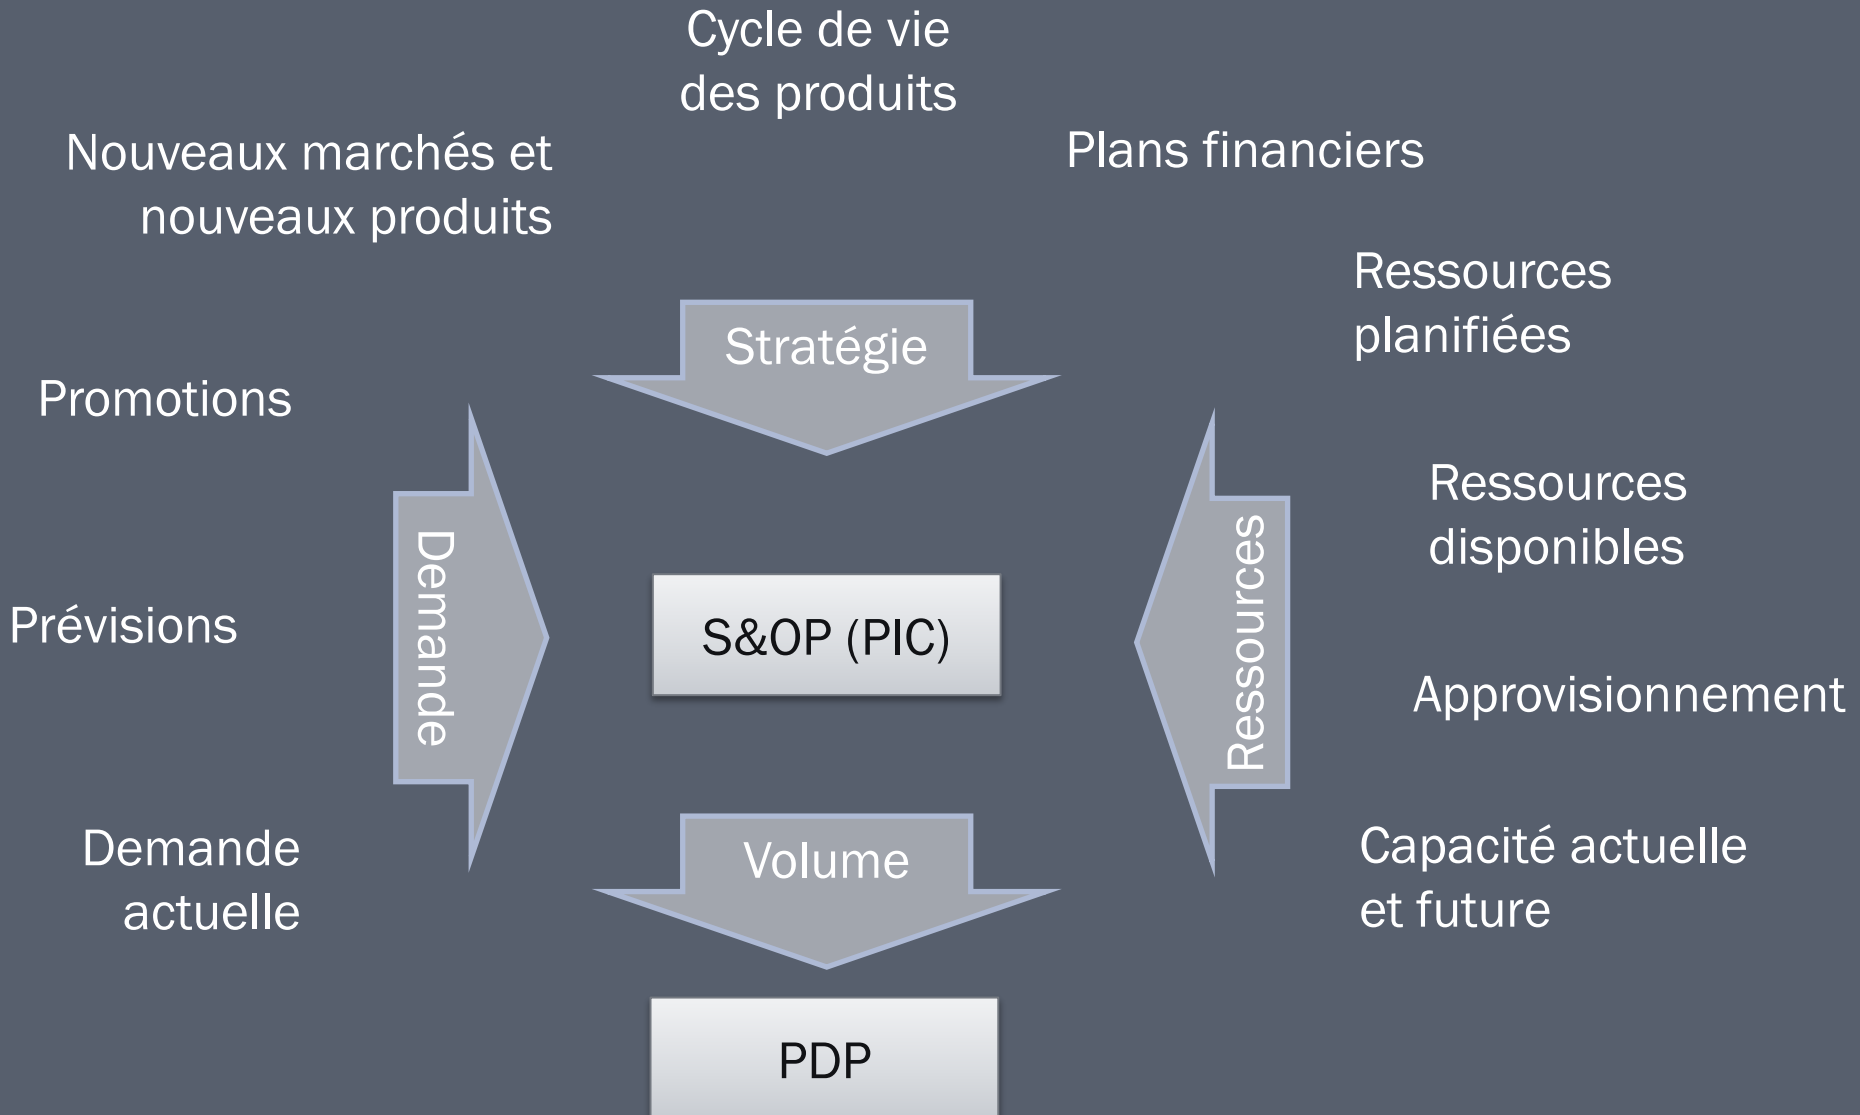 Cycle de vie
des produits
Nouveaux marchés et
nouveaux produits
Plans financiers
Ressources
planifiées
Stratégie
Promotions
Ressources
disponibles
Demande
Ressources
Prévisions
S&OP (PIC)
Approvisionnement
Demande
actuelle
Volume
Capacité actuelle
et future
PDP